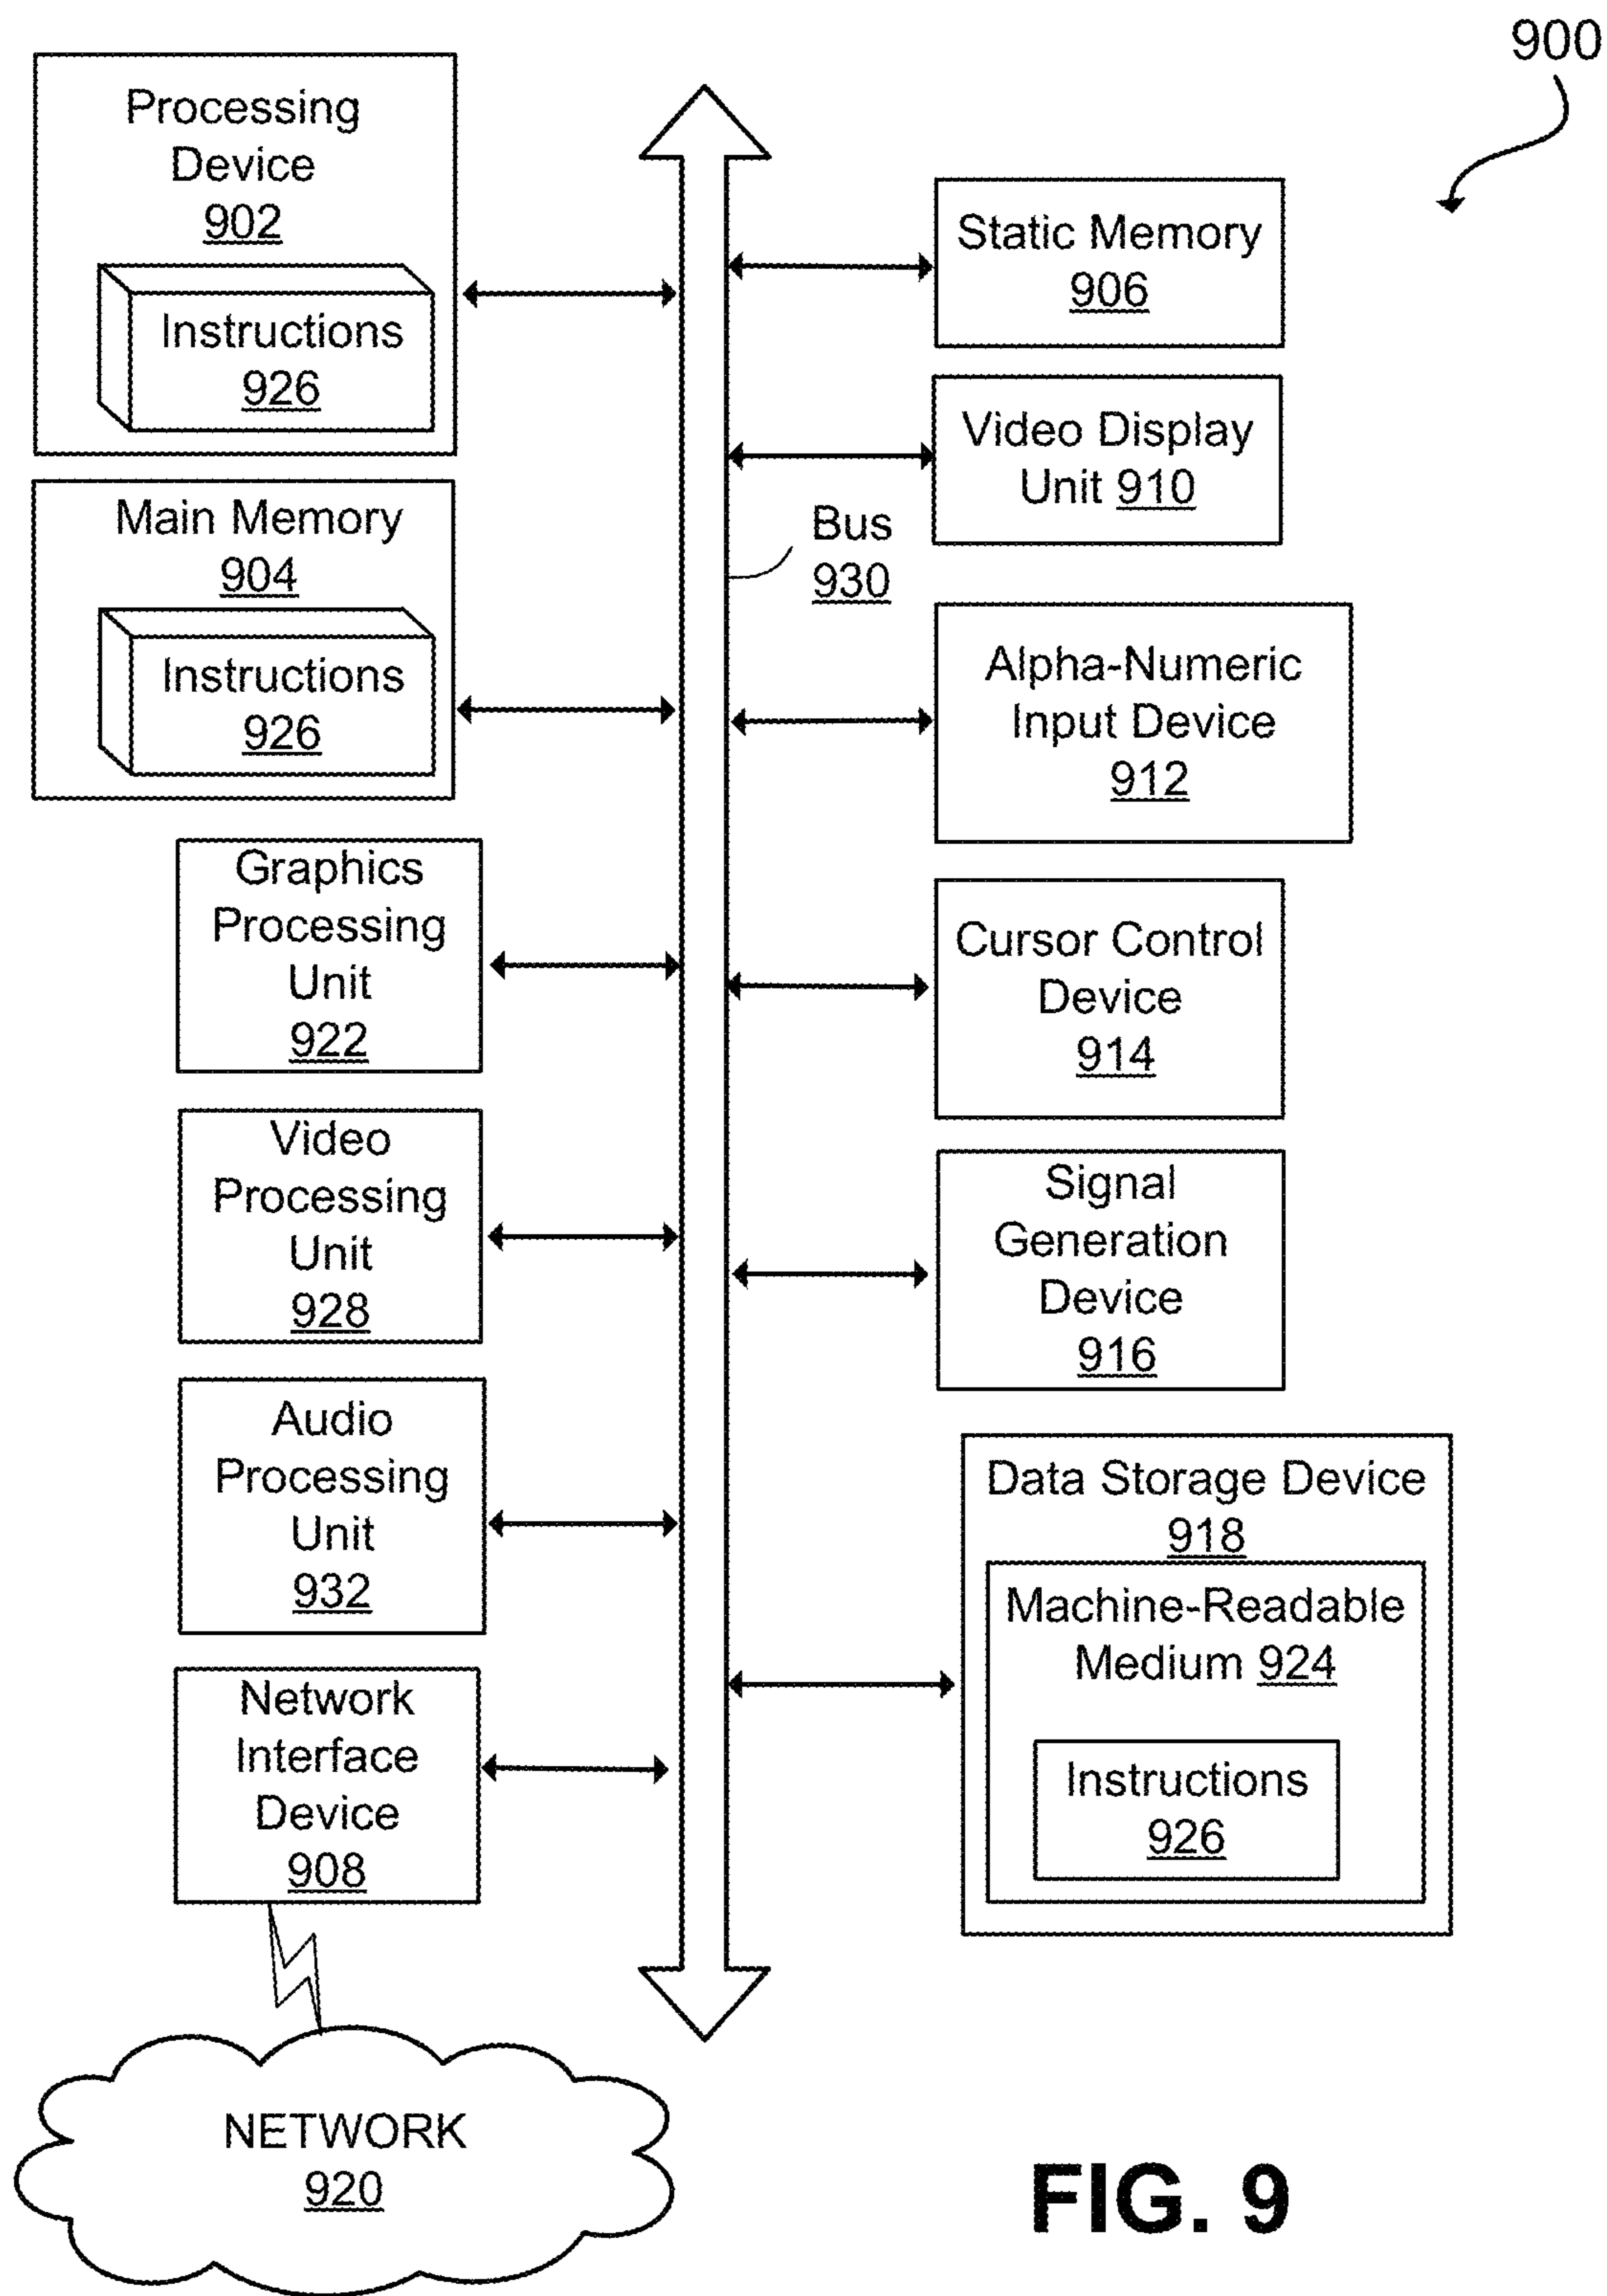 900
Processing
Device
902
Instructions
926
Main Memory
904
Instructions
926
Graphics
Processing
Unit
922
Video
Processing
Unit
928
Audio
Processing
Unit
932
Network
Interface
Device
908
NETWORK
920
Bus
930
Static Memory
906
Video Display
Unit 910
Alpha-Numeric
Input Device
912
Cursor Control
Device
914
Signal
Generation
Device
916
Data Storage Device
918
Machine-Readable
Medium 924
Instructions
926
FIG. 9